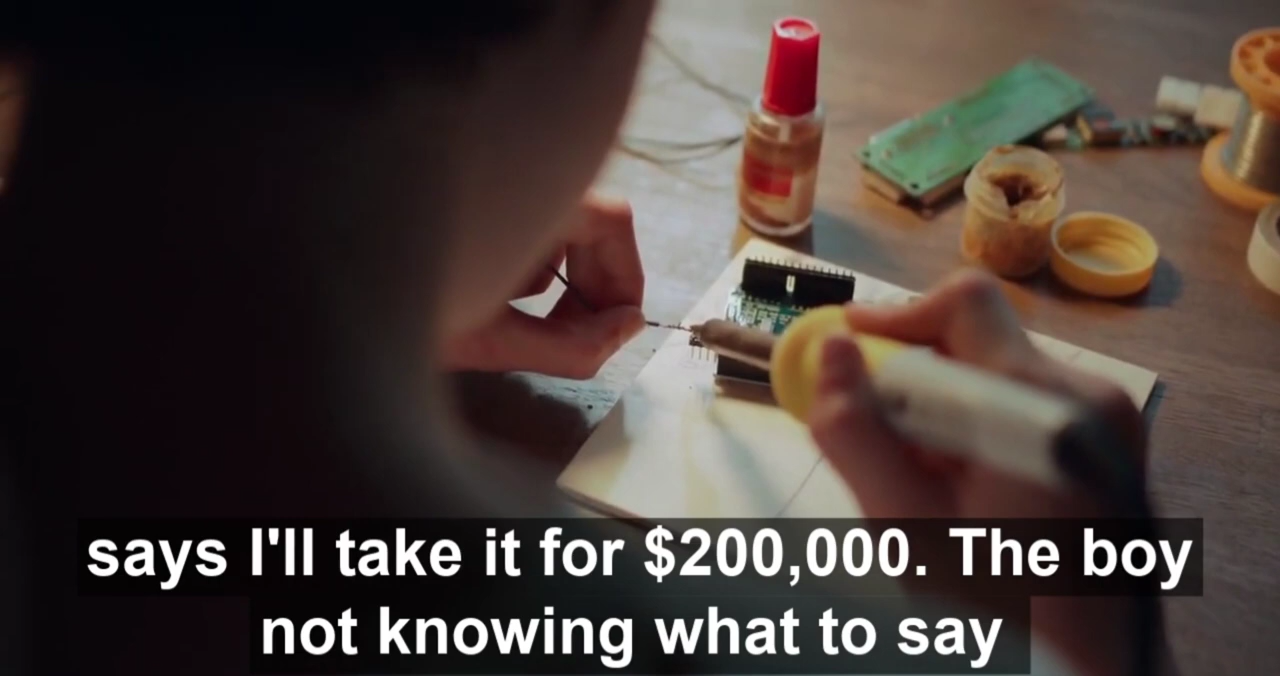 says I'll take it for $200,000. The boy
not knowing what to say